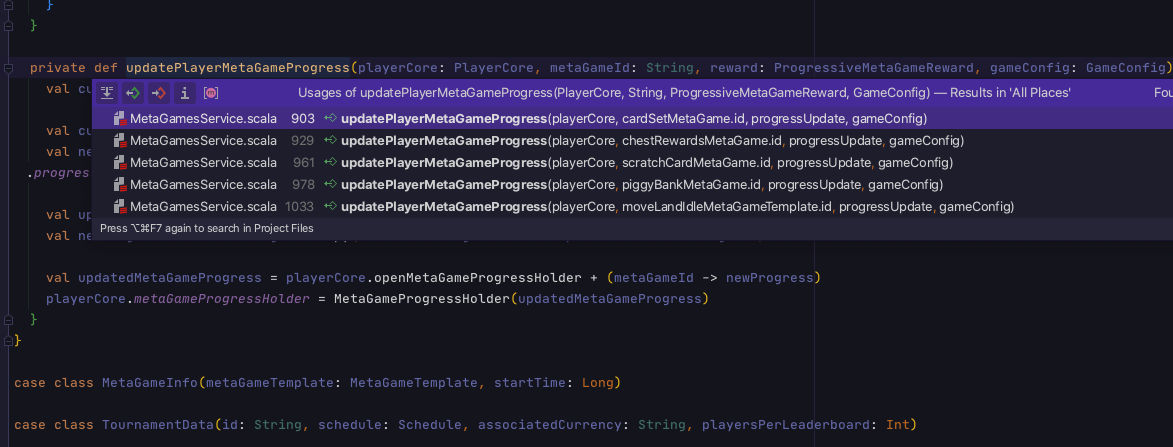 }
}
private def updatePlayerMetaGameProgress(playerCore: PlayerCore, metaGameId: String, reward: ProgressiveMetaGameReward, gameConfig: GameConfig)
val cu
Usages of updatePlayerMetaGameProgress(PlayerCore, String, ProgressiveMetaGameReward, GameConfig) — Results in 'All Places' Fou
MetaGamesService.scala 903 updatePlayerMetaGameProgress(playerCore, cardSetMetaGame.id, progressUpdate, gameConfig)
val cu
MetaGamesService.scala 929 updatePlayerMetaGameProgress(playerCore, chestRewardsMetaGame.id, progressUpdate, gameConfig)
val ne
MetaGamesService.scala 961 updatePlayerMetaGameProgress(playerCore, scratchCardMetaGame.id, progressUpdate, gameConfig)
.progres
MetaGamesService.scala 978 updatePlayerMetaGameProgress(playerCore, piggyBankMetaGame.id, progressUpdate, gameConfig)
MetaGamesService.scala 1033 updatePlayerMetaGameProgress(playerCore, moveLandIdleMetaGameTemplate.id, progressUpdate, gameConfig)
val up
Press ⌥⌘F7 again to search in Project Files
val ne
val updatedMetaGameProgress = playerCore.openMetaGameProgressHolder + (metaGameId -> newProgress)
playerCore.metaGameProgressHolder = MetaGameProgressHolder(updatedMetaGameProgress)
}
}
case class MetaGameInfo(metaGameTemplate: MetaGameTemplate, startTime: Long)
case class TournamentData(id: String, schedule: Schedule, associatedCurrency: String, playersPerLeaderboard: Int)